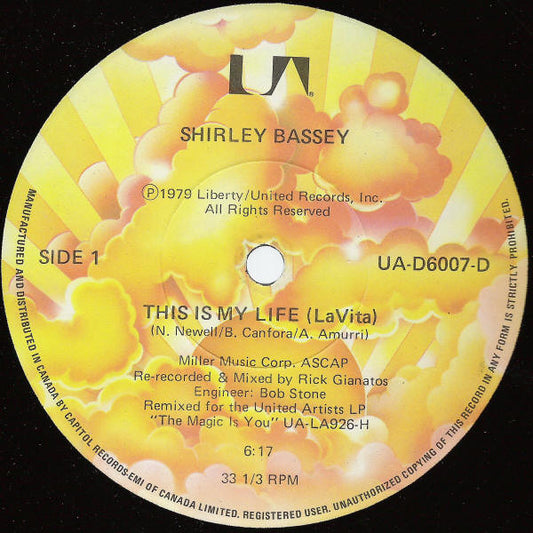 UA®
SHIRLEY BASSEY
Ⓟ1979 Liberty/United Records, Inc.
All Rights Reserved
SIDE 1
UA-D6007-D
THIS IS MY LIFE (LaVita)
(N. Newell/B. Canfora/A. Amurri)
Miller Music Corp. ASCAP
Re-recorded & Mixed by Rick Gianatos
Engineer: Bob Stone
Remixed for the United Artists LP
"The Magic Is You" UA-LA926-H
6:17
33 1/3 RPM
MANUFACTURED AND DISTRIBUTED IN CANADA BY CAPITOL RECORDS-EMI OF CANADA LIMITED. REGISTERED USER. UNAUTHORIZED COPYING OF THIS RECORD IN ANY FORM IS STRICTLY PROHIBITED.